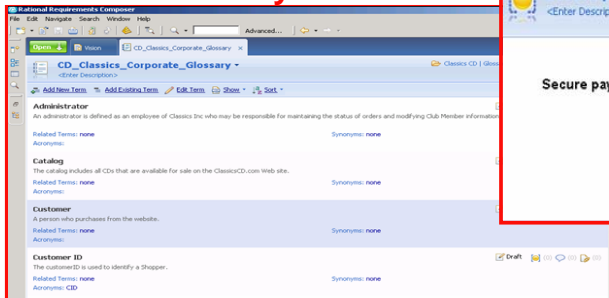 Rational Requirements Composer
File Edit Navigate Search Window Help
Advanced...
Open Vision CD_Classics_Corporate_Glossary
CD_Classics_Corporate_Glossary
Classics CD | Gloss
<Enter Description>
Add New Term Add Existing Term Edit Term Show Sort
Administrator
An administrator is defined as an employee of Classics Inc who may be responsible for maintaining the status of orders and modifying Club Member information
Related Terms: none Synonyms: none
Acronyms:
Catalog
The catalog includes all CDs that are available for sale on the ClassicsCD.com Web site.
Related Terms: none Synonyms: none
Acronyms:
Customer
A person who purchases from the website.
Related Terms: none Synonyms: none
Acronyms:
Customer ID
Draft (0) (0) (0)
The customerID is used to identify a Shopper.
Related Terms: none Synonyms: none
Acronyms: CID
<Enter Descrip
Secure pay